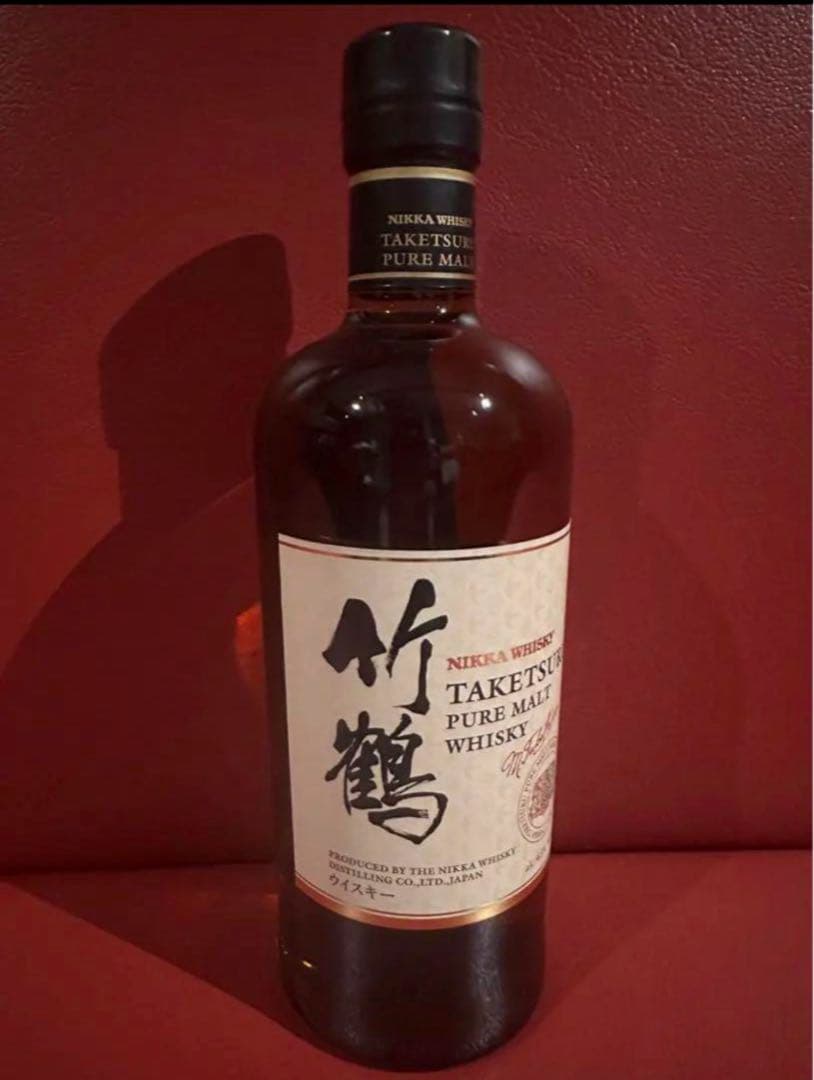 NIKKA WHISKY
TAKETSURU
PURE MALT
竹鶴
NIKKA WHISKY
TAKETSURU
PURE MALT
WHISKY
PRODUCED BY THE NIKKA WHISKY
DISTILLING CO.,LTD.,JAPAN
ウイスキー